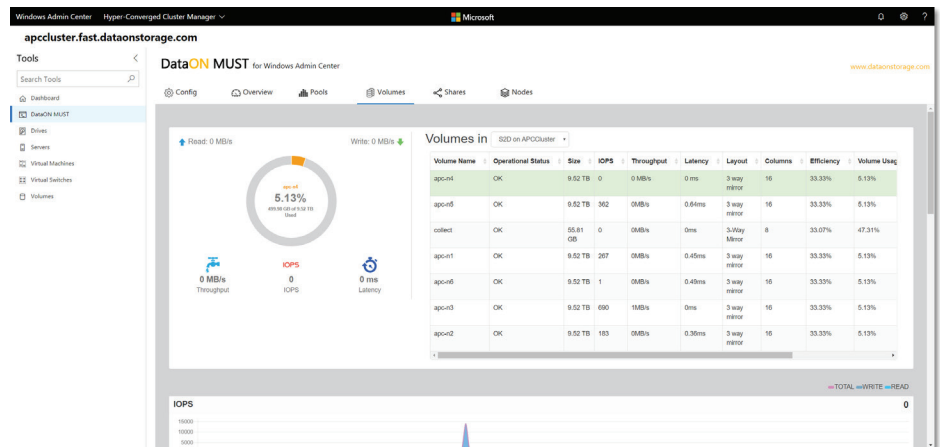 Windows Admin Center Hyper-Converged Cluster Manager Microsoft ?
apccluster.fast.dataonstorage.com
Tools
Search Tools
Dashboard
DataON MUST
Drives
Servers
Virtual Machines
Virtual Switches
Volumes
DataON MUST for Windows Admin Center
www.dataonstorage.com
Config Overview Pools Volumes Shares Nodes
Read: 0 MB/s Write: 0 MB/s
apc-n4
5.13%
499.98 GB of 9.52 TB
Used
0 MB/s
Throughput
IOPS
0
IOPS
0 ms
Latency
Volumes in S2D on APCCluster
Volume Name Operational Status Size IOPS Throughput Latency Layout Columns Efficiency Volume Usag
apc-n4 OK 9.52 TB 0 0 MB/s 0 ms 3 way mirror 16 33.33% 5.13%
apc-n5 OK 9.52 TB 362 0MB/s 0.64ms 3 way mirror 16 33.33% 5.13%
collect OK 55.81 GB 0 0MB/s 0ms 3-Way Mirror 8 33.07% 47.31%
apc-n1 OK 9.52 TB 267 0MB/s 0.45ms 3 way mirror 16 33.33% 5.13%
apc-n6 OK 9.52 TB 1 0MB/s 0.49ms 3 way mirror 16 33.33% 5.13%
apc-n3 OK 9.52 TB 690 1MB/s 0ms 3 way mirror 16 33.33% 5.13%
apc-n2 OK 9.52 TB 183 0MB/s 0.36ms 3 way mirror 16 33.33% 5.13%
TOTAL WRITE READ
IOPS 0
15000
10000
5000